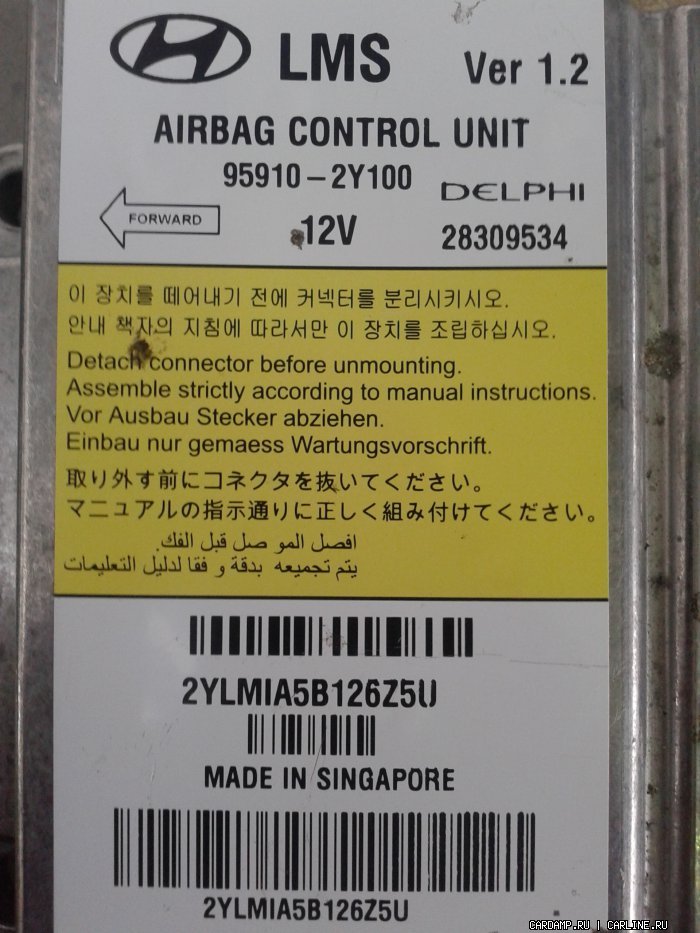 LMS Ver 1.2
AIRBAG CONTROL UNIT
95910-2Y100
DELPHI
FORWARD
12V
28309534
이 장치를 떼어내기 전에 커넥터를 분리시키시오.
안내 책자의 지침에 따라서만 이 장치를 조립하십시오.
Detach connector before unmounting.
Assemble strictly according to manual instructions.
Vor Ausbau Stecker abziehen.
Einbau nur gemaess Wartungsvorschrift.
取り外す前にコネクタを抜いてください。
マニュアルの指示通りに正しく組み付けてください。
افصل المو صل قبل الفك.
يتم تجميعه بدقة و فقا لدليل التعليمات
2YLMIA5B126Z5U
MADE IN SINGAPORE
2YLMIA5B126Z5U
CARDAMP.RU | CARLINE.RU